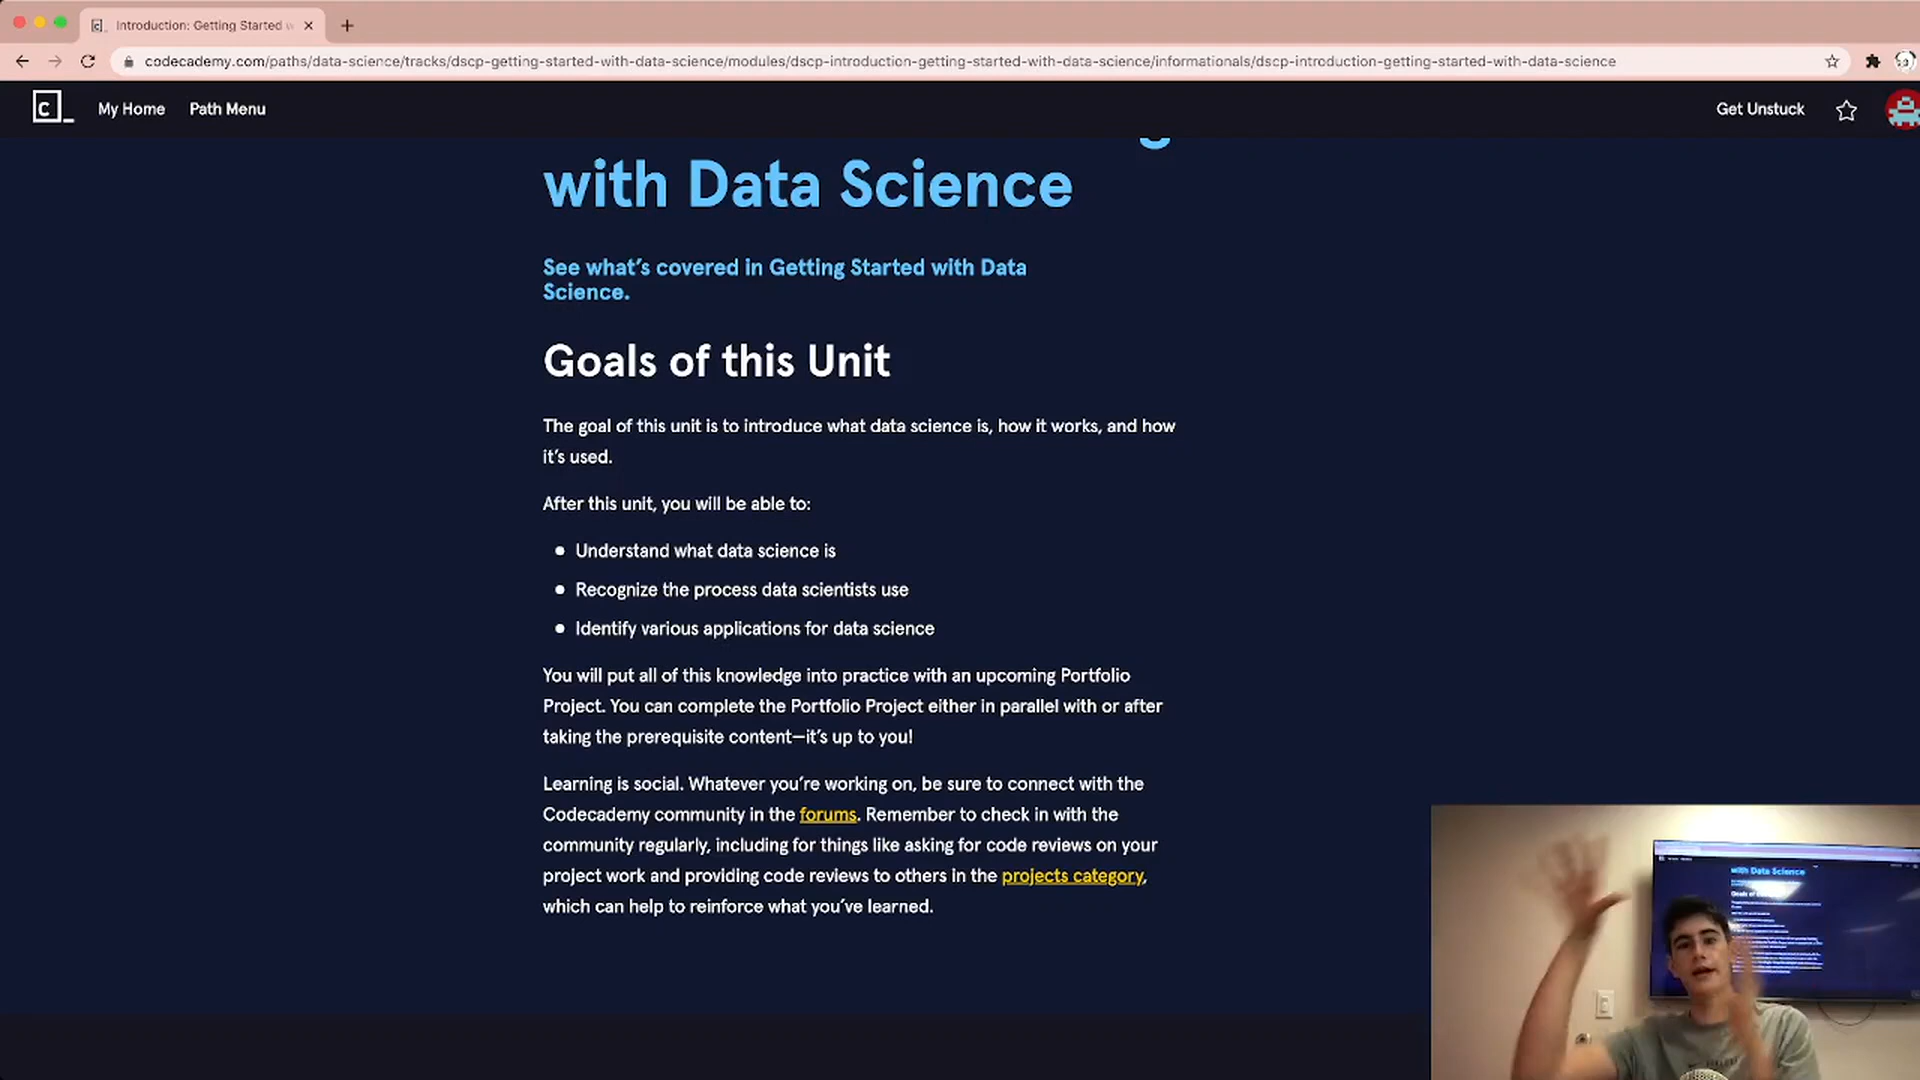 Introduction: Getting Started w
codecademy.com/paths/data-science/tracks/dscp-getting-started-with-data-science/modules/dscp-introduction-getting-started-with-data-science/informationals/dscp-introduction-getting-started-with-data-science
C_ My Home Path Menu Get Unstuck
with Data Science
See what's covered in Getting Started with Data
Science.
Goals of this Unit
The goal of this unit is to introduce what data science is, how it works, and how
it's used.
After this unit, you will be able to:
Understand what data science is
Recognize the process data scientists use
Identify various applications for data science
You will put all of this knowledge into practice with an upcoming Portfolio
Project. You can complete the Portfolio Project either in parallel with or after
taking the prerequisite content—it's up to you!
Learning is social. Whatever you're working on, be sure to connect with the
Codecademy community in the forums. Remember to check in with the
community regularly, including for things like asking for code reviews on your
project work and providing code reviews to others in the projects category,
which can help to reinforce what you've learned.
with Data Science